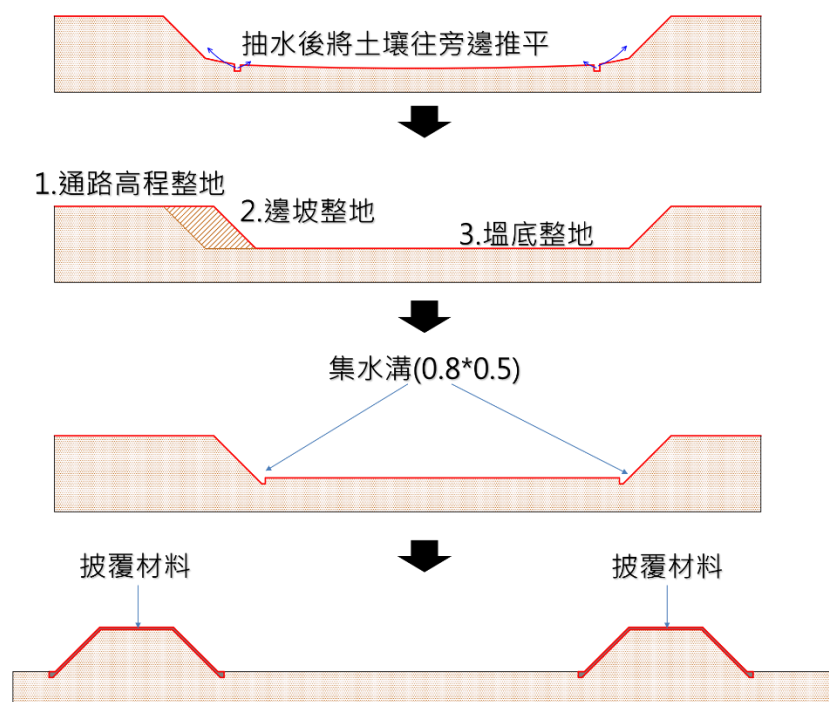 抽水後將土壤往旁邊推平
1.通路高程整地
2.邊坡整地
3.塭底整地
集水溝(0.8*0.5)
披覆材料
披覆材料